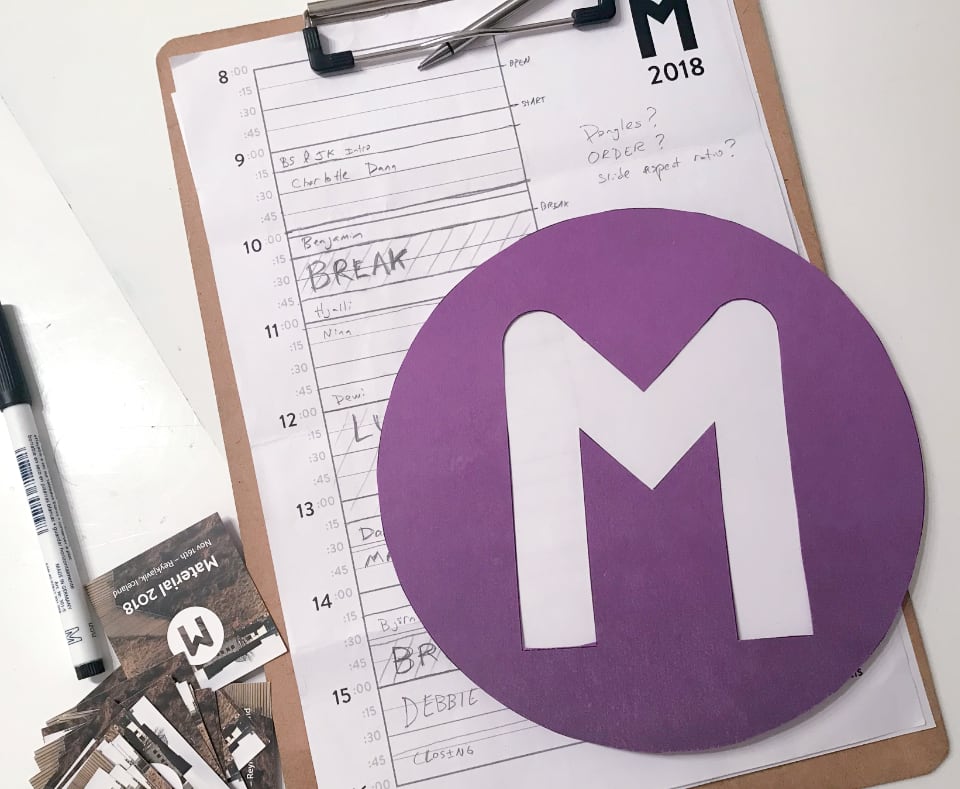 M
2018
8:00
OPEN
:15
:30
START
:45
9:00 BS & JK Intro
:15 Charlotte Dann
:30
:45
BREAK
10:00 Benjamin
:15
BREAK
:30
:45 Hjalli
11:00 Nina
:15
:30
:45 Dewi
12:00
:15
:30
:45
13:00
:15
:30
:45
14:00
:15 Björn
:30
:45
15:00
:15 DEBBIE
:30
:45 CLOSING
Dongles?
ORDER?
Slide aspect ratio?
M
Material 2018
Nov 16th – Reykjavik, Iceland
M